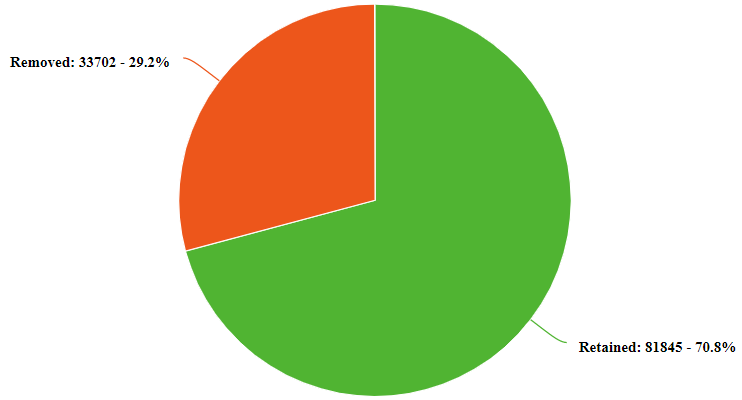 Removed: 33702 - 29.2%
Retained: 81845 - 70.8%